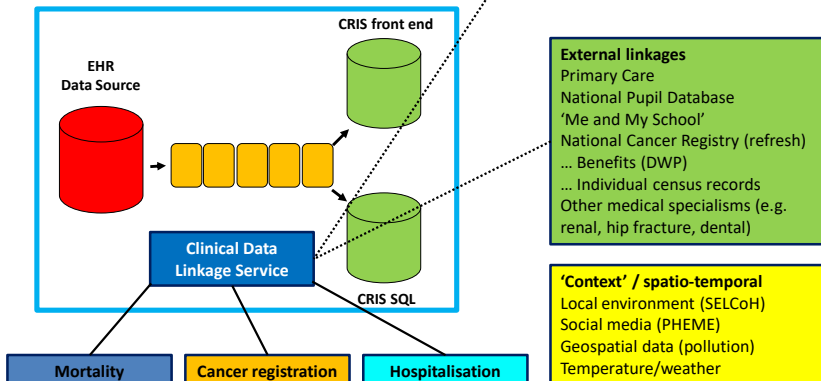 CRIS front end
EHR
Data Source
Clinical Data
Linkage Service
CRIS SQL
Mortality
Cancer registration
Hospitalisation
External linkages
Primary Care
National Pupil Database
‘Me and My School’
National Cancer Registry (refresh)
… Benefits (DWP)
… Individual census records
Other medical specialisms (e.g.
renal, hip fracture, dental)
‘Context’ / spatio-temporal
Local environment (SELCoH)
Social media (PHEME)
Geospatial data (pollution)
Temperature/weather